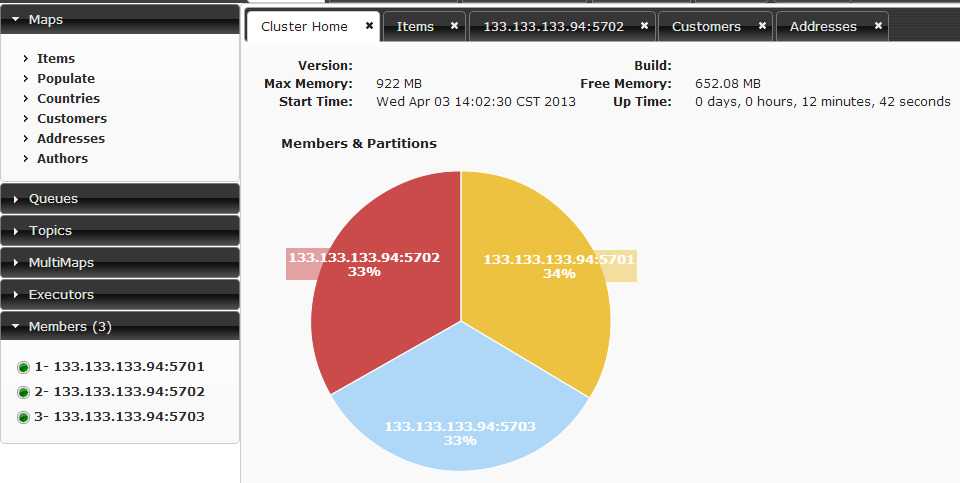 Maps
Items
Populate
Countries
Customers
Addresses
Authors
Queues
Topics
MultiMaps
Executors
Members (3)
1- 133.133.133.94:5701
2- 133.133.133.94:5702
3- 133.133.133.94:5703
Cluster Home Items 133.133.133.94:5702 Customers Addresses
Version: Build:
Max Memory: 922 MB Free Memory: 652.08 MB
Start Time: Wed Apr 03 14:02:30 CST 2013 Up Time: 0 days, 0 hours, 12 minutes, 42 seconds
Members & Partitions
133.133.133.94:5702
33%
133.133.133.94:5701
34%
133.133.133.94:5703
33%